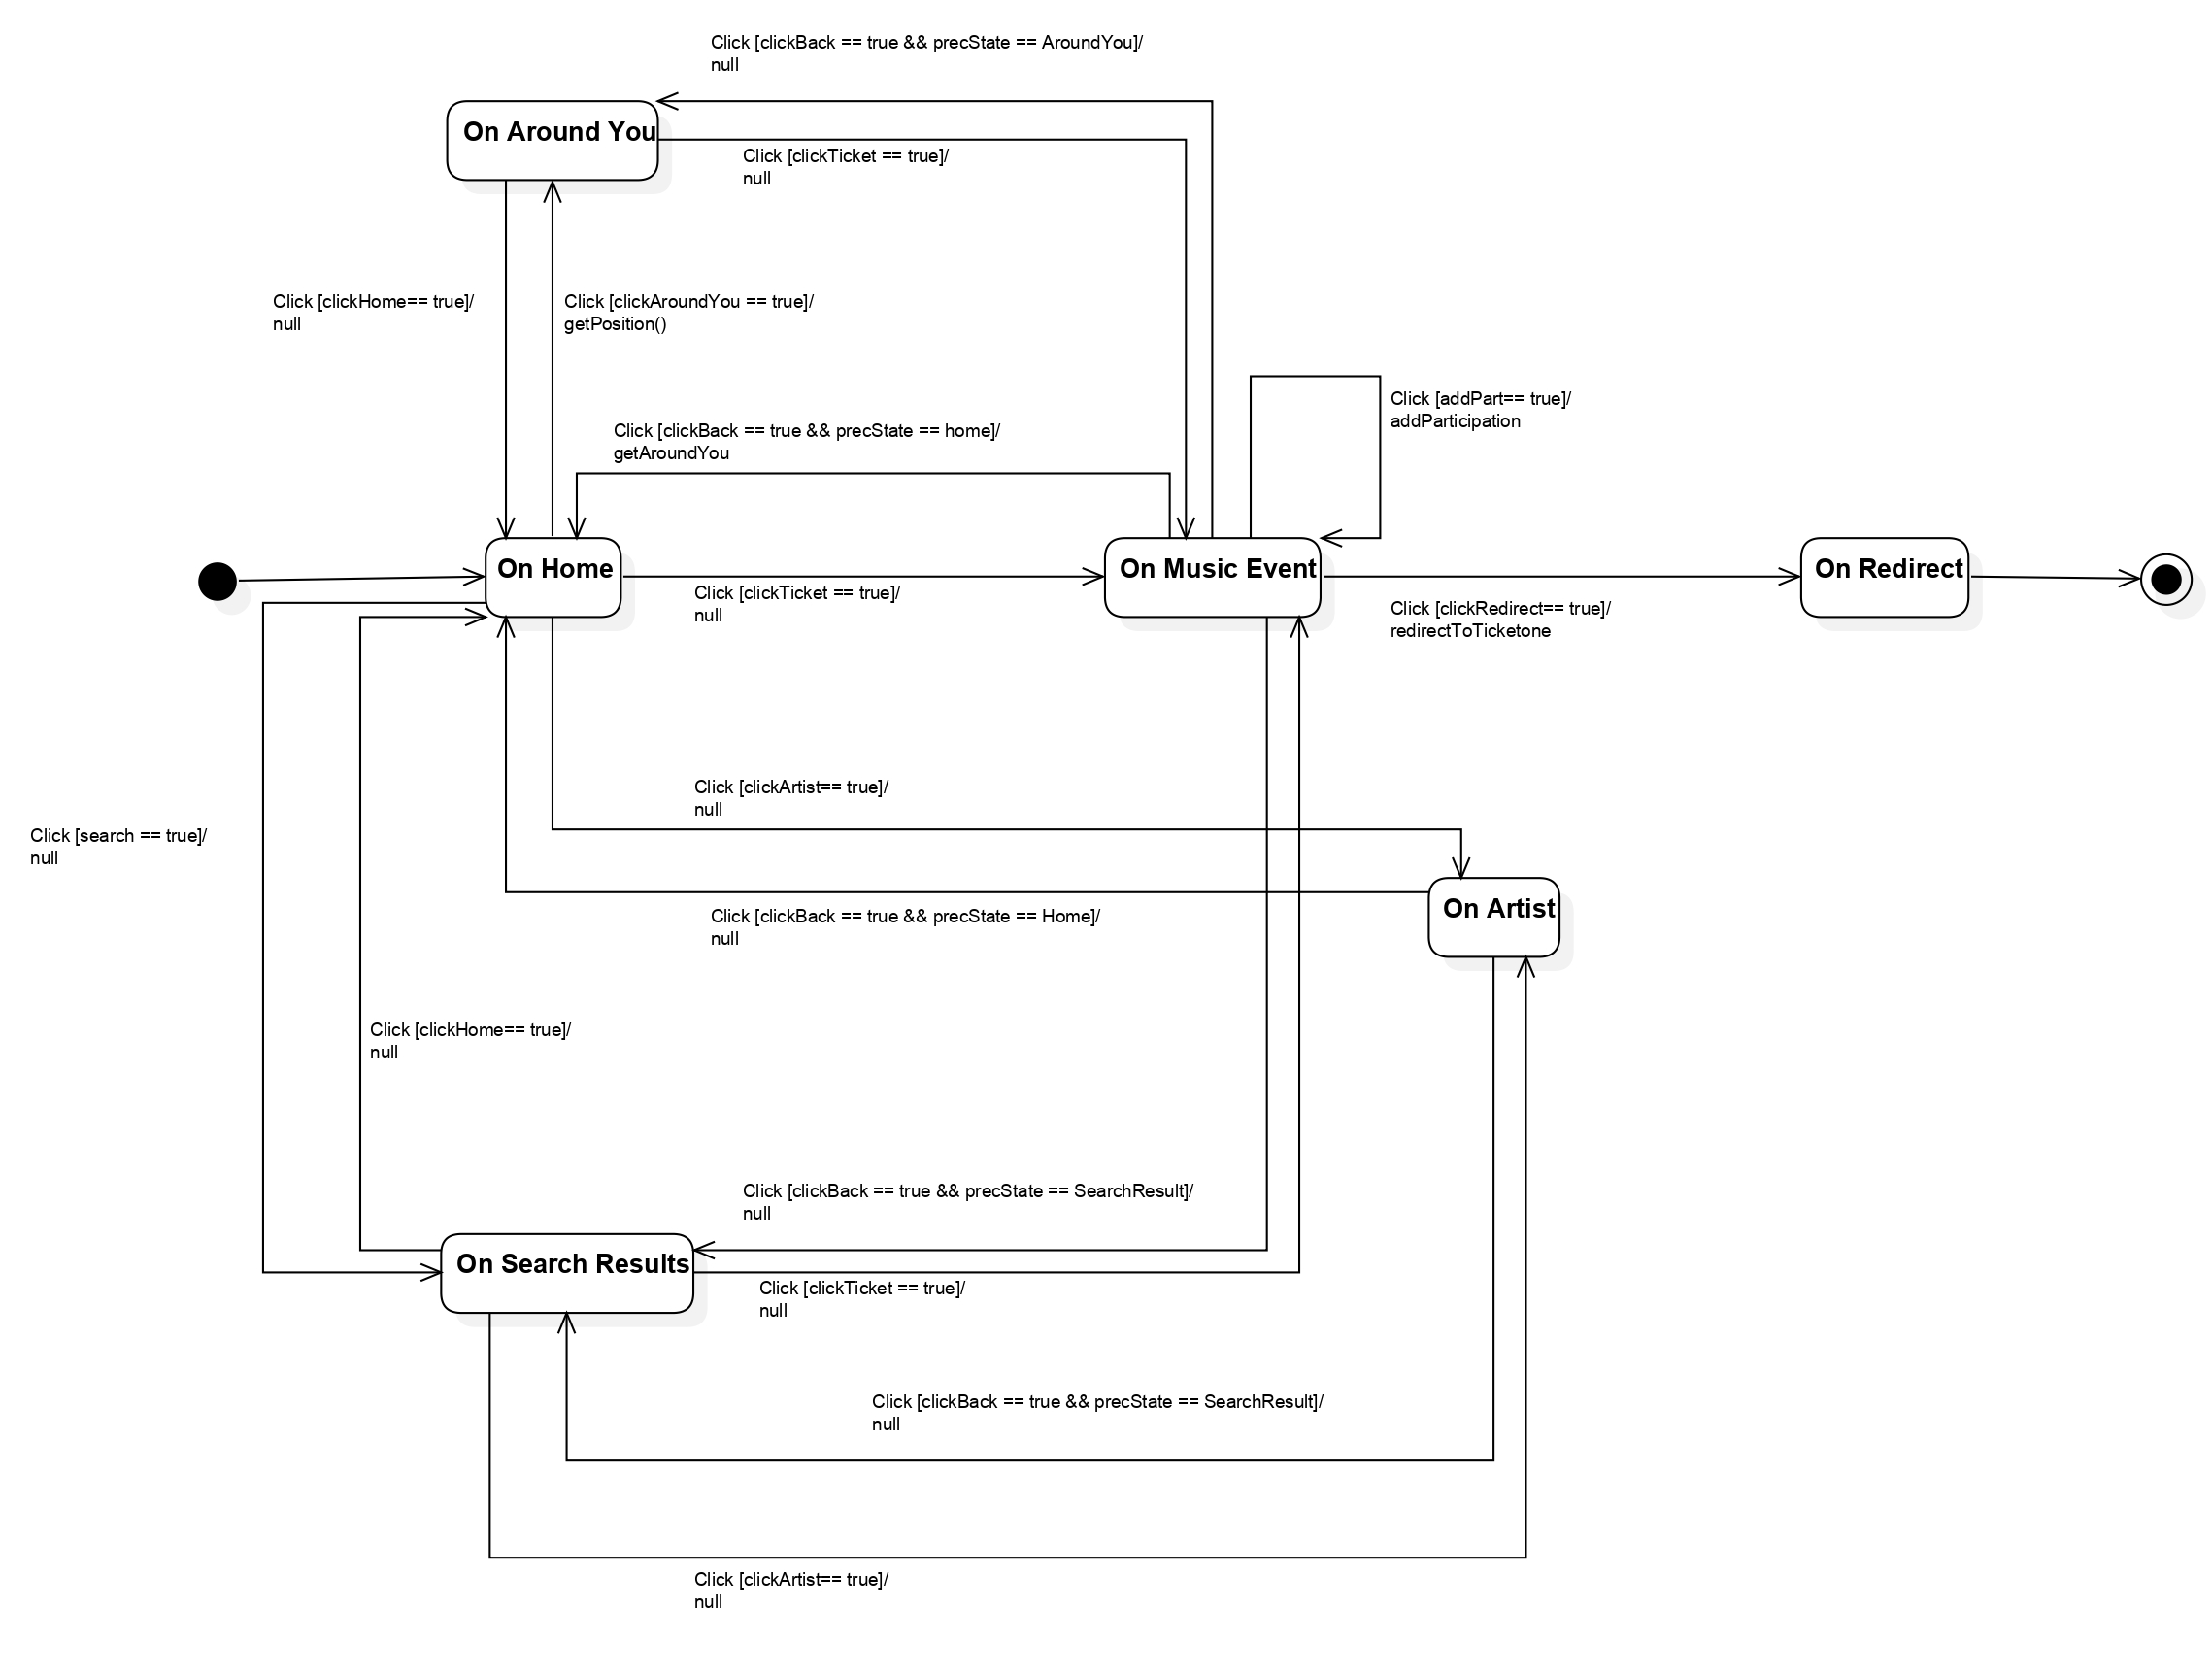 Click [clickBack == true && precState == AroundYou]/
null
On Around You
Click [clickTicket == true]/
null
Click [clickHome== true]/
null
Click [clickAroundYou == true]/
getPosition()
Click [addPart== true]/
addParticipation
Click [clickBack == true && precState == home]/
getAroundYou
On Home
On Music Event
On Redirect
Click [clickTicket == true]/
null
Click [clickRedirect== true]/
redirectToTicketone
Click [clickArtist== true]/
null
Click [search == true]/
null
On Artist
Click [clickBack == true && precState == Home]/
null
Click [clickHome== true]/
null
Click [clickBack == true && precState == SearchResult]/
null
On Search Results
Click [clickTicket == true]/
null
Click [clickBack == true && precState == SearchResult]/
null
Click [clickArtist== true]/
null